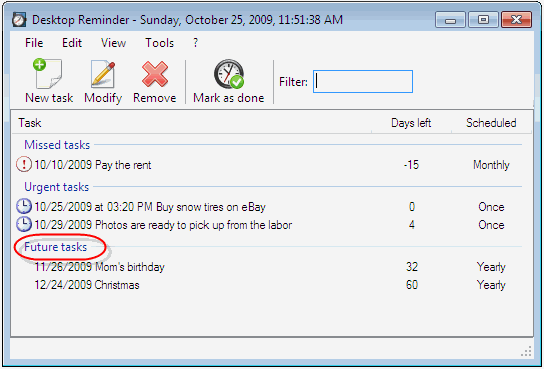 Desktop Reminder - Sunday, October 25, 2009, 11:51:38 AM
File Edit View Tools ?
New task Modify Remove Mark as done Filter:
Task Days left Scheduled
Missed tasks
10/10/2009 Pay the rent -15 Monthly
Urgent tasks
10/25/2009 at 03:20 PM Buy snow tires on eBay 0 Once
10/29/2009 Photos are ready to pick up from the labor 4 Once
Future tasks
11/26/2009 Mom's birthday 32 Yearly
12/24/2009 Christmas 60 Yearly